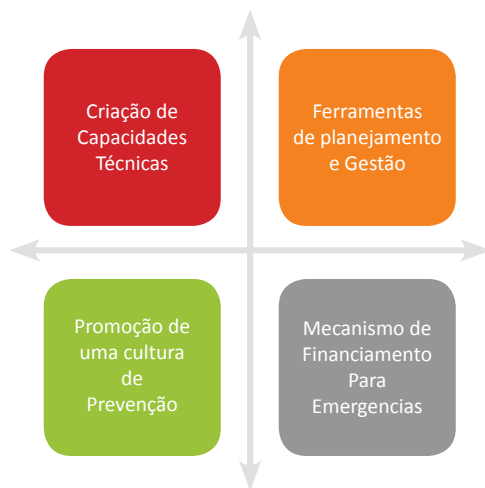 Criação de
Capacidades
Técnicas
Ferramentas
de planejamento
e Gestão
Promoção de
uma cultura
de
Prevenção
Mecanismo de
Financiamento
Para
Emergencias